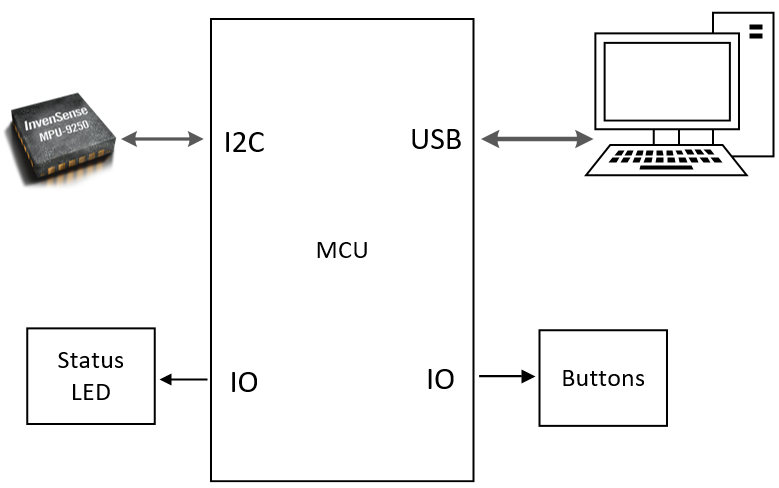 InvenSense
MPU-9250
I2C
USB
MCU
Status
LED
IO
IO
Buttons